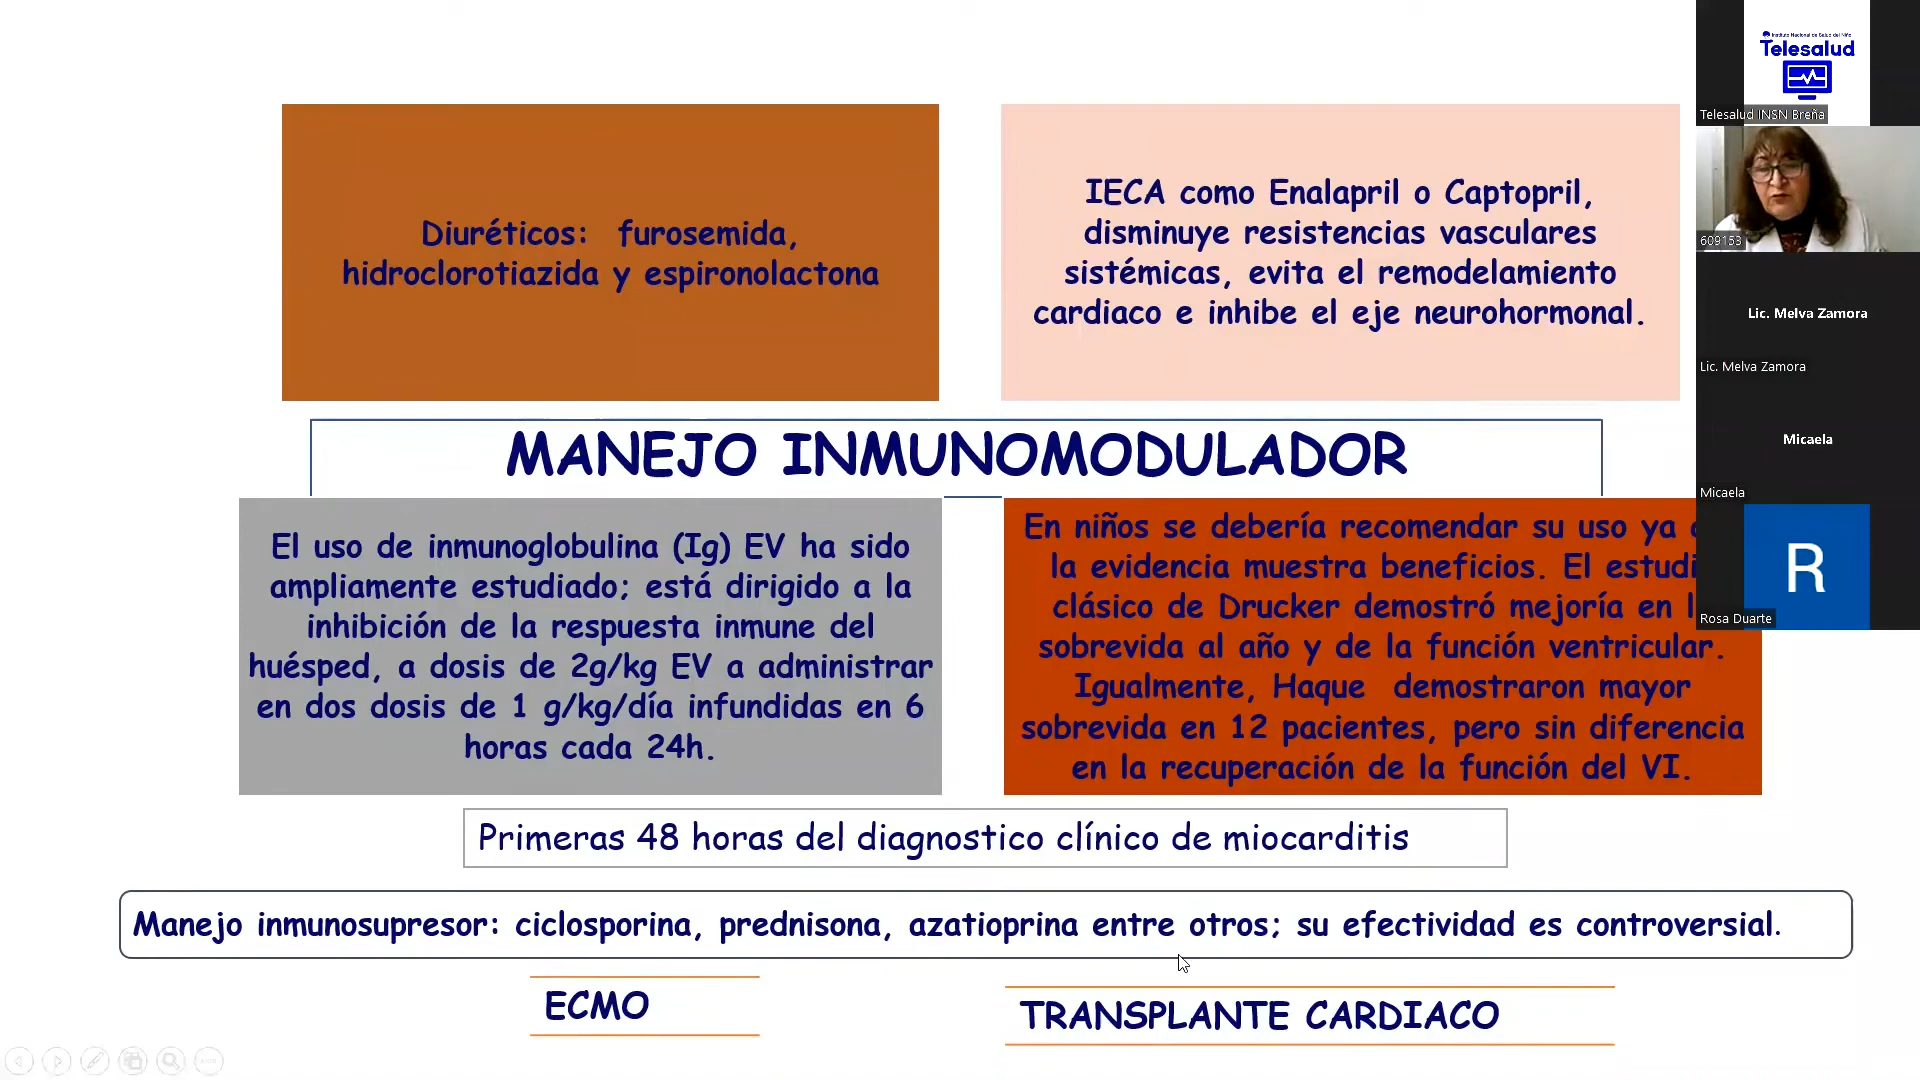 Diuréticos: furosemida,
hidroclorotiazida y espironolactona
IECA como Enalapril o Captopril,
disminuye resistencias vasculares
sistémicas, evita el remodelamiento
cardiaco e inhibe el eje neurohormonal.
MANEJO INMUNOMODULADOR
El uso de inmunoglobulina (Ig) EV ha sido
ampliamente estudiado; está dirigido a la
inhibición de la respuesta inmune del
huésped, a dosis de 2g/kg EV a administrar
en dos dosis de 1 g/kg/día infundidas en 6
horas cada 24h.
En niños se debería recomendar su uso ya
la evidencia muestra beneficios. El estudi
clásico de Drucker demostró mejoría en l
sobrevida al año y de la función ventricular.
Igualmente, Haque demostraron mayor
sobrevida en 12 pacientes, pero sin diferencia
en la recuperación de la función del VI.
Primeras 48 horas del diagnostico clínico de miocarditis
Manejo inmunosupresor: ciclosporina, prednisona, azatioprina entre otros; su efectividad es controversial.
ECMO
TRANSPLANTE CARDIACO
Instituto Nacional de Salud del Niño
Telesalud
Telesalud INSN Breña
609153
Lic. Melva Zamora
Lic. Melva Zamora
Micaela
Micaela
R
Rosa Duarte